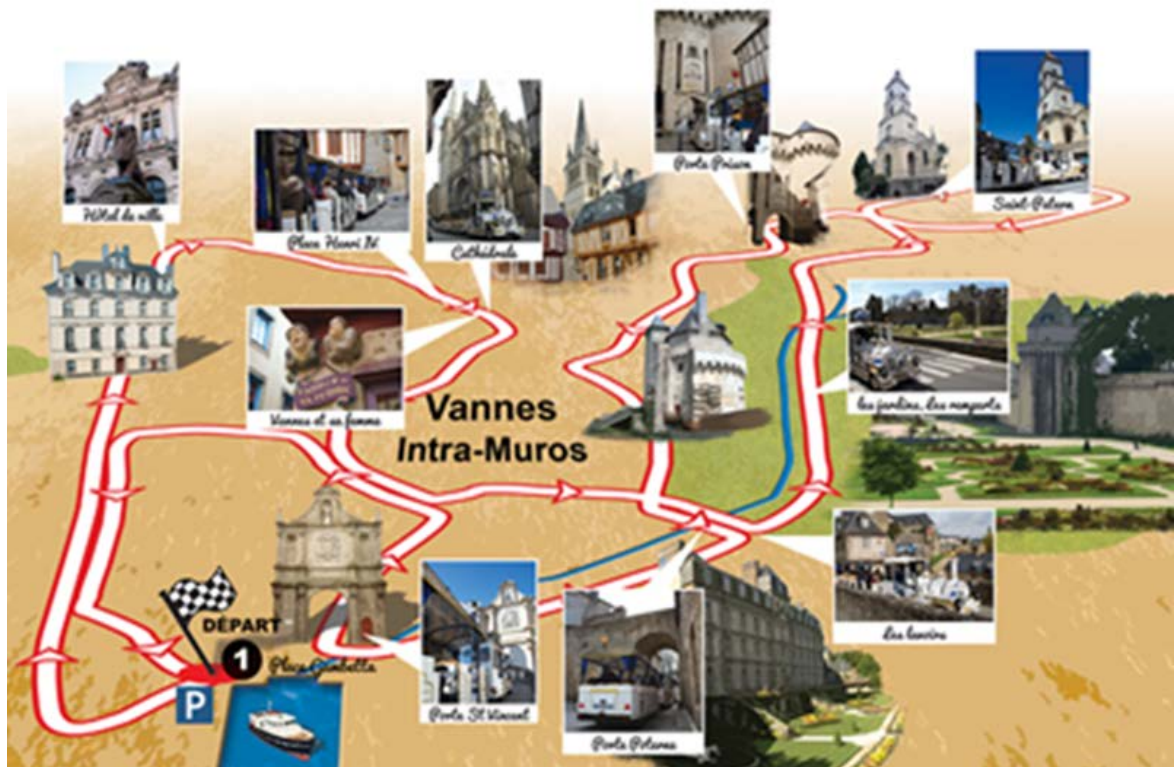 Hôtel de ville
Place Henri IV
Cathédrale
Porte Prison
Saint-Patern
Vannes et sa femme
Vannes
Intra-Muros
Les jardins, les remparts
Les lavoirs
DÉPART
1
Place Gambetta
P
Porte St Vincent
Porte Poterne